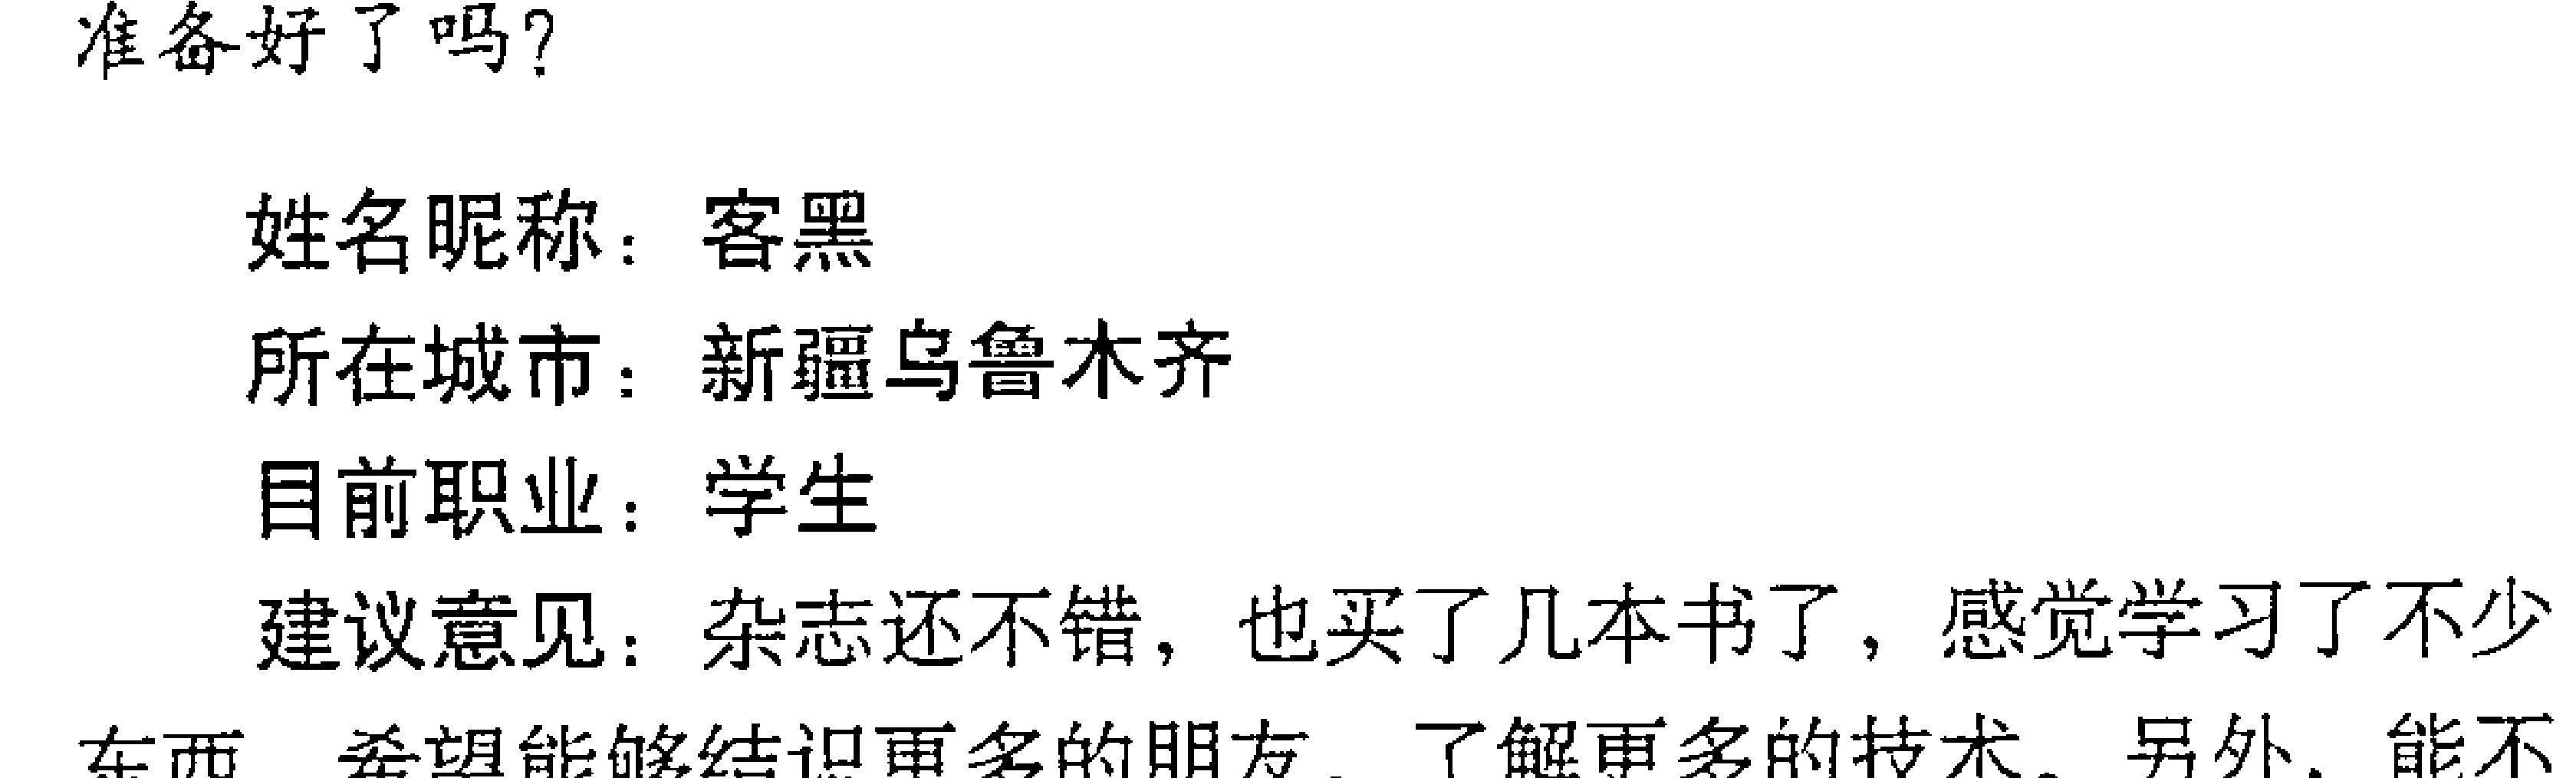 准备好了吗？
姓名昵称：客黑
所在城市：新疆乌鲁木齐
目前职业：学生
建议意见：杂志还不错，也买了几本书了，感觉学习了不少
东西 希望能够结识更多的朋友，了解更多的技术。另外，能不